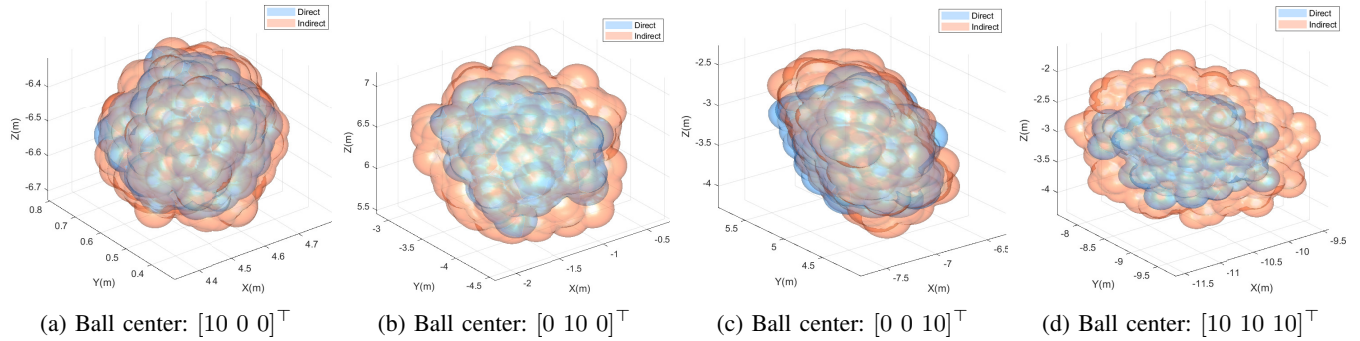 Direct
Indirect
-6.4
-6.5
-6.6
-6.7
Z(m)
0.8
0.7
0.6
0.5
0.4
Y(m)
4.4
4.5
4.6
4.7
X(m)
(a) Ball center: [10 0 0]⊤
Direct
Indirect
7
6.5
6
5.5
Z(m)
-3
-3.5
-4
-4.5
Y(m)
-2
-1.5
-1
-0.5
X(m)
(b) Ball center: [0 10 0]⊤
Direct
Indirect
-2.5
-3
-3.5
-4
Z(m)
5.5
5
4.5
Y(m)
-7.5
-7
-6.5
X(m)
(c) Ball center: [0 0 10]⊤
Direct
Indirect
-2
-2.5
-3
-3.5
-4
Z(m)
-8
-8.5
-9
-9.5
Y(m)
-11.5
-11
-10.5
-10
-9.5
X(m)
(d) Ball center: [10 10 10]⊤